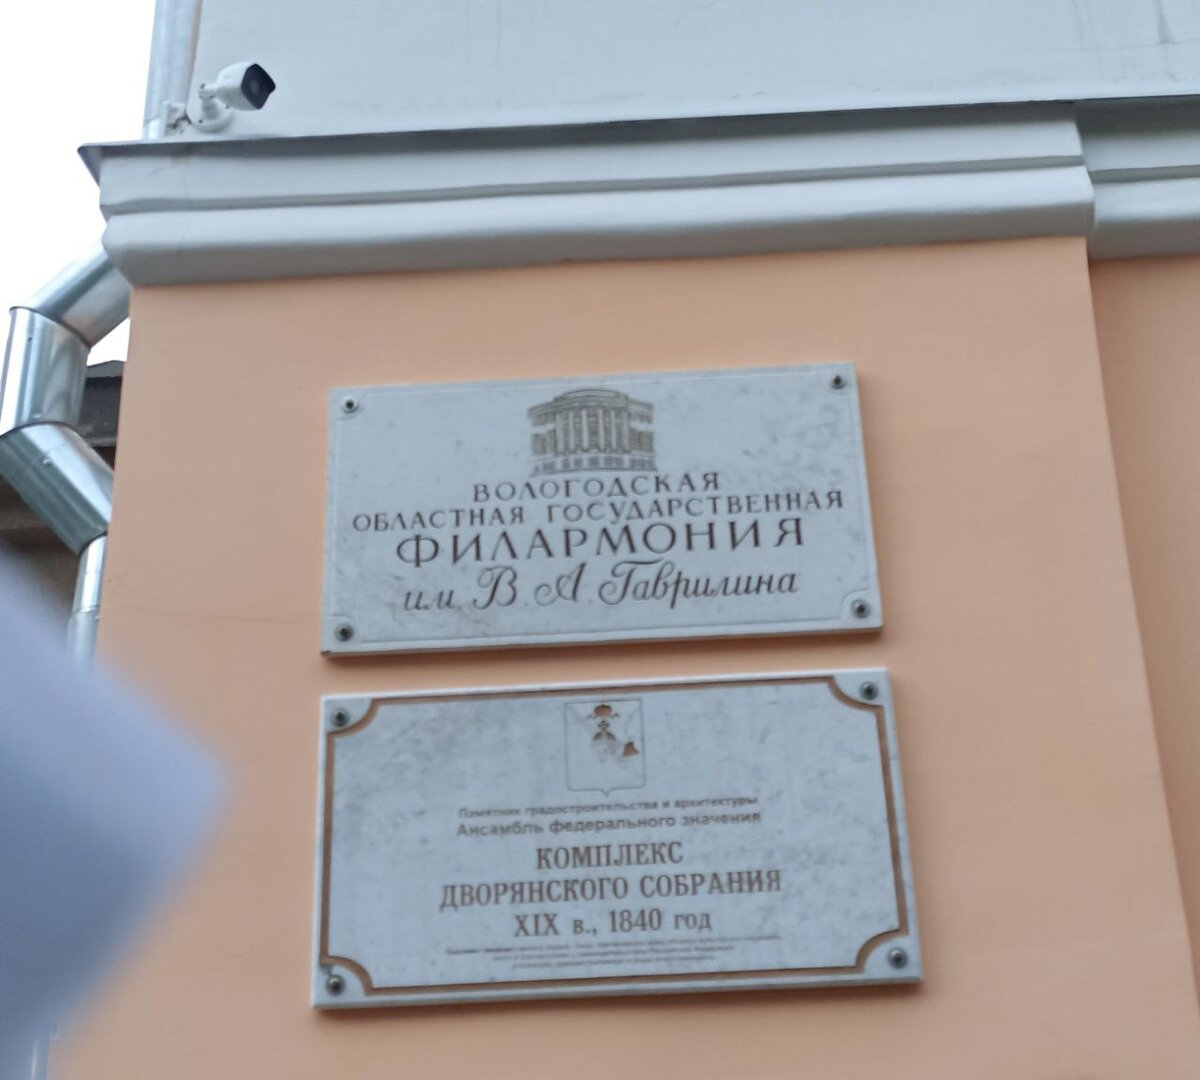 ВОЛОГОДСКАЯ
ОБЛАСТНАЯ ГОСУДАРСТВЕННАЯ
ФИЛАРМОНИЯ
им. В. А. Гаврилина
Памятник градостроительства и архитектуры
Ансамбль федерального значения
КОМПЛЕКС
ДВОРЯНСКОГО СОБРАНИЯ
XIX в., 1840 год